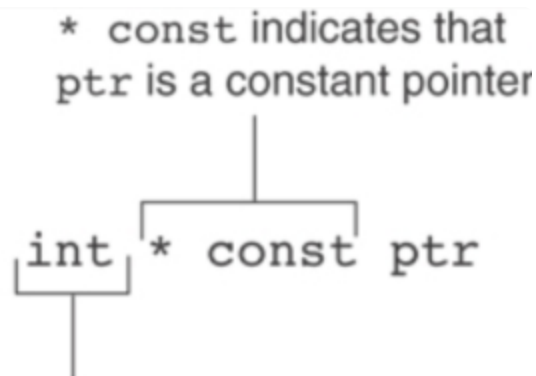 * const indicates that
ptr is a constant pointer
int * const ptr